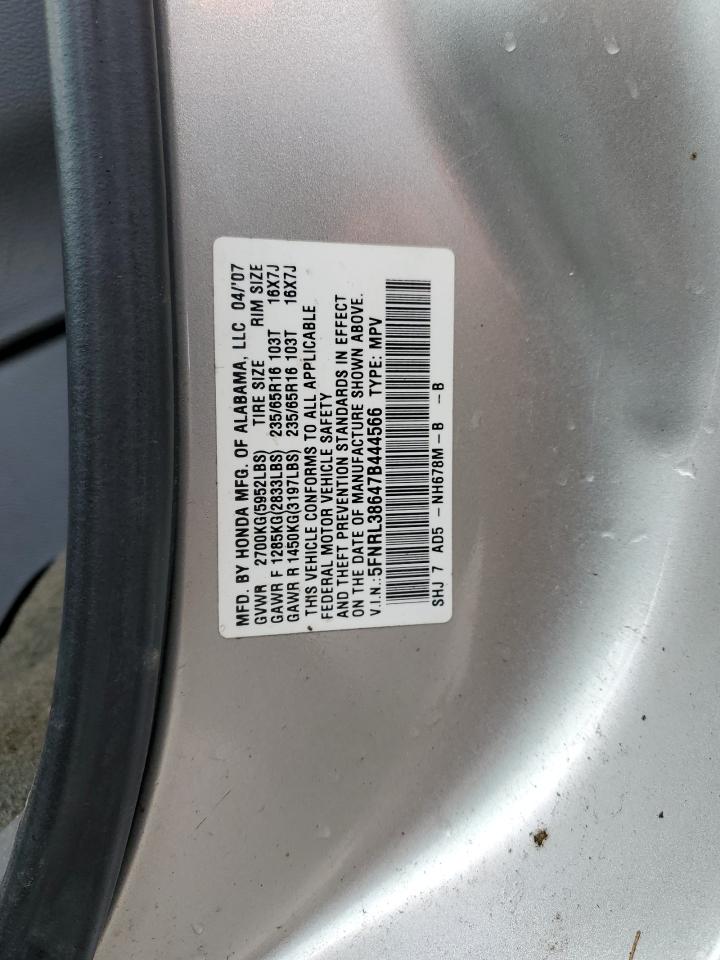 MFD. BY HONDA MFG. OF ALABAMA, LLC 04/'07
GVWR 2700KG(5952LBS) TIRE SIZE RIM SIZE
GAWR F 1285KG(2833LBS) 235/65R16 103T 16X7J
GAWR R 1450KG(3197LBS) 235/65R16 103T 16X7J
THIS VEHICLE CONFORMS TO ALL APPLICABLE
FEDERAL MOTOR VEHICLE SAFETY
AND THEFT PREVENTION STANDARDS IN EFFECT
ON THE DATE OF MANUFACTURE SHOWN ABOVE.
V.I.N.:5FNRL38647B444566 TYPE: MPV
SHJ 7 AD5 -NH678M-B -B